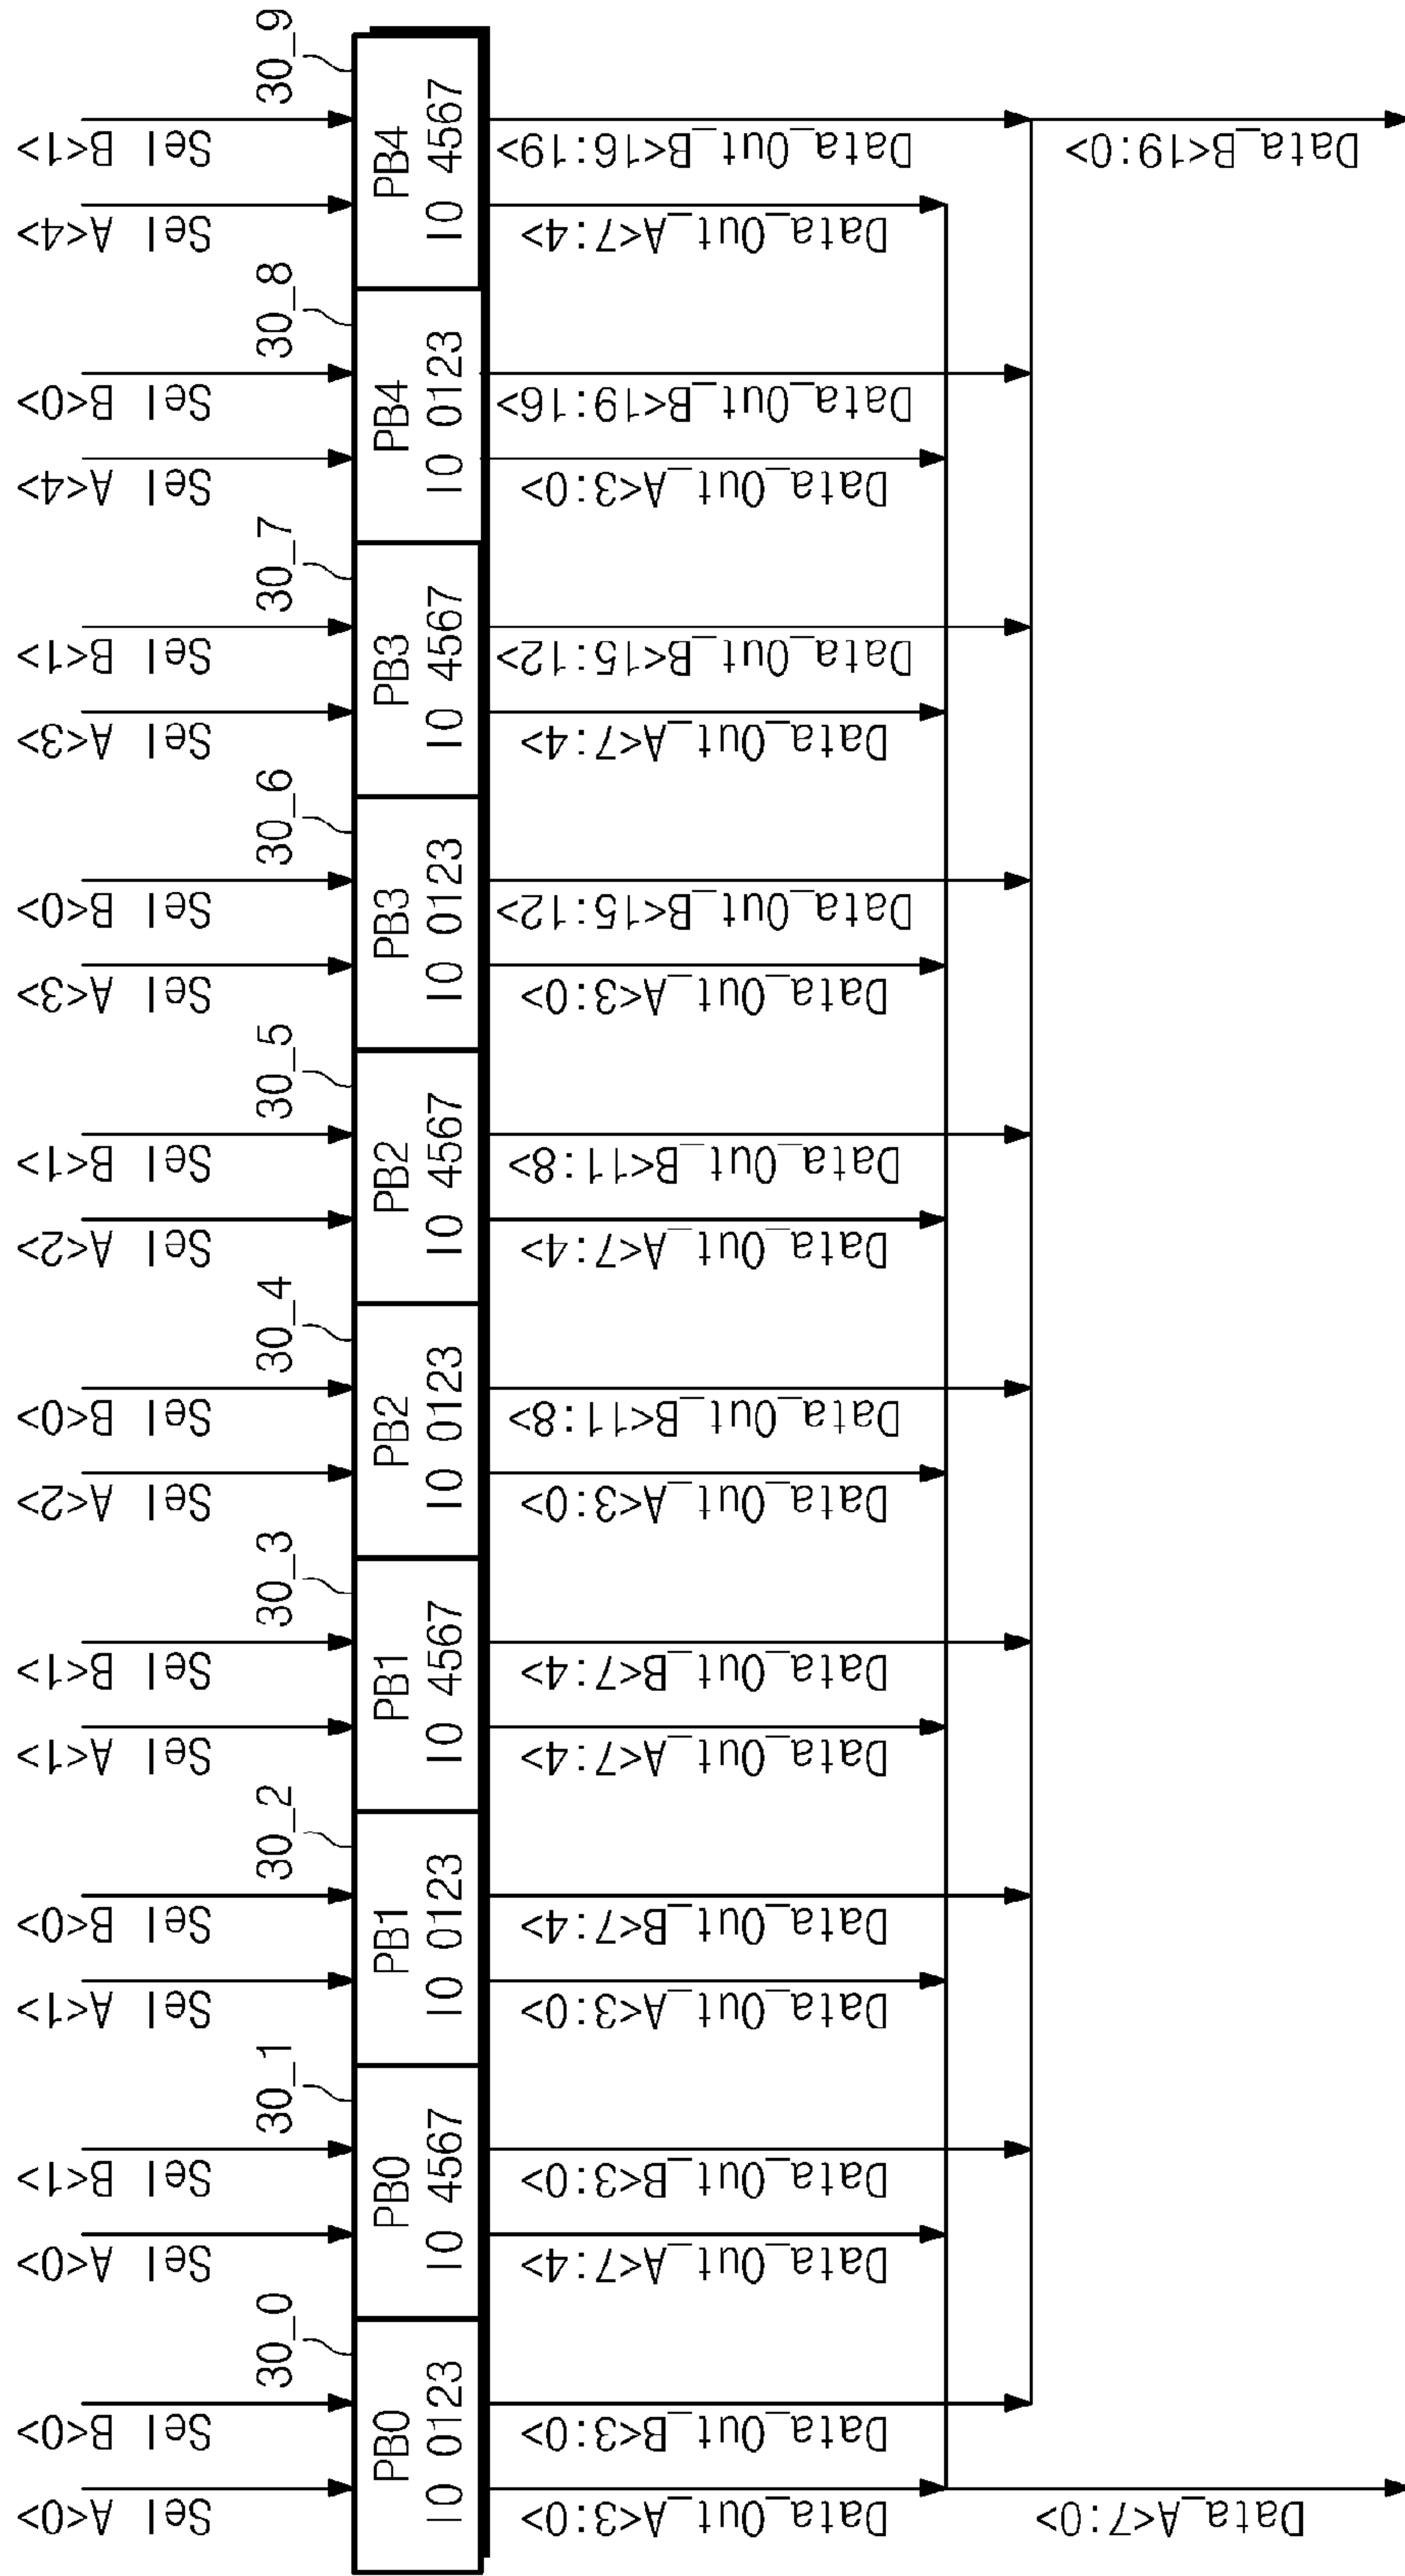 Sel A<0>
Sel B<0>
30_0
Sel A<0>
Sel B<1>
30_1
Sel A<1>
Sel B<0>
30_2
Sel A<1>
Sel B<1>
30_3
Sel A<2>
Sel B<0>
30_4
Sel A<2>
Sel B<1>
30_5
Sel A<3>
Sel B<0>
30_6
Sel A<3>
Sel B<1>
30_7
Sel A<4>
Sel B<0>
30_8
Sel A<4>
Sel B<1>
30_9
PB0
IO 0123
PB0
IO 4567
PB1
IO 0123
PB1
IO 4567
PB2
IO 0123
PB2
IO 4567
PB3
IO 0123
PB3
IO 4567
PB4
IO 0123
PB4
IO 4567
Data_Out_A<3:0>
Data_Out_B<3:0>
Data_Out_A<7:4>
Data_Out_B<3:0>
Data_Out_A<3:0>
Data_Out_B<7:4>
Data_Out_A<7:4>
Data_Out_B<7:4>
Data_Out_A<3:0>
Data_Out_B<11:8>
Data_Out_A<7:4>
Data_Out_B<11:8>
Data_Out_A<3:0>
Data_Out_B<15:12>
Data_Out_A<7:4>
Data_Out_B<15:12>
Data_Out_A<3:0>
Data_Out_B<19:16>
Data_Out_A<7:4>
Data_Out_B<19:16>
Data_A<7:0>
Data_B<19:0>